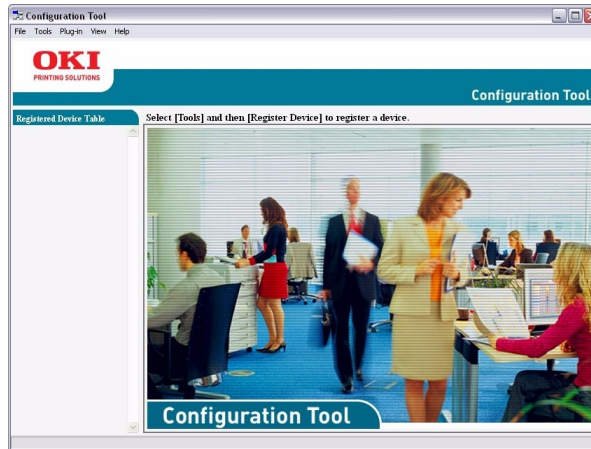 Configuration Tool
File Tools Plug-in View Help
OKI
PRINTING SOLUTIONS
Configuration Tool
Registered Device Table
Select [Tools] and then [Register Device] to register a device.
Configuration Tool